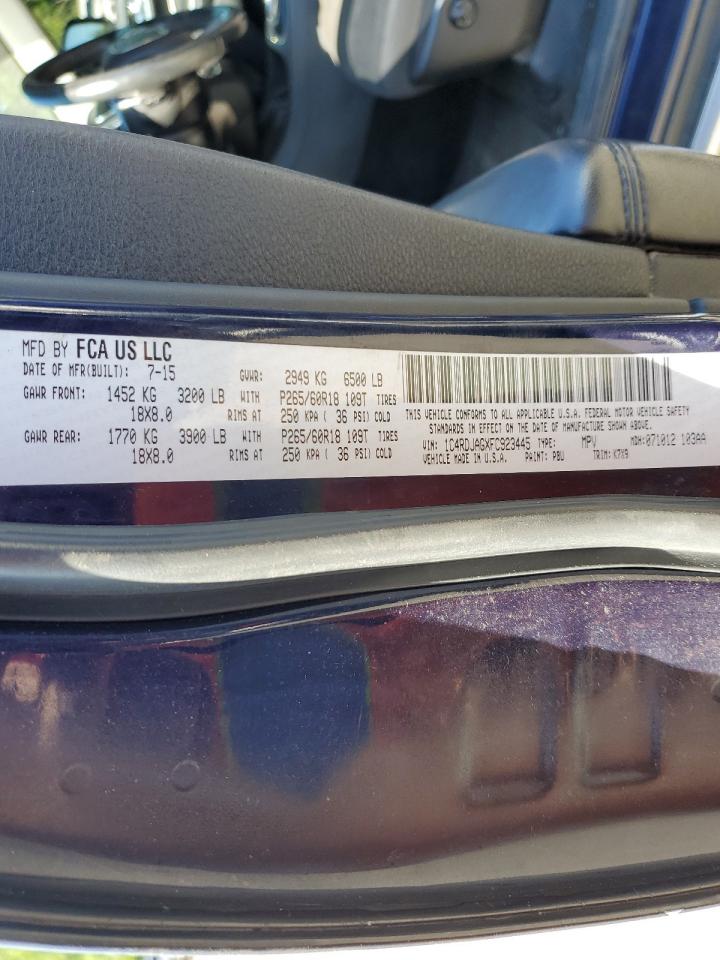 MFD BY FCA US LLC
DATE OF MFR(BUILT): 7-15 GVWR: 2949 KG 6500 LB
GAWR FRONT: 1452 KG 3200 LB WITH P265/60R18 109T TIRES
18X8.0 RIMS AT 250 KPA ( 36 PSI) COLD
GAWR REAR: 1770 KG 3900 LB WITH P265/60R18 109T TIRES
18X8.0 RIMS AT 250 KPA ( 36 PSI) COLD
THIS VEHICLE CONFORMS TO ALL APPLICABLE U.S.A. FEDERAL MOTOR VEHICLE SAFETY
STANDARDS IN EFFECT ON THE DATE OF MANUFACTURE SHOWN ABOVE.
VIN: 1C4RDJAGXFC923445 TYPE: MPV MDH: 071012 103AA
VEHICLE MADE IN U.S.A. PAINT: PBU TRIM: